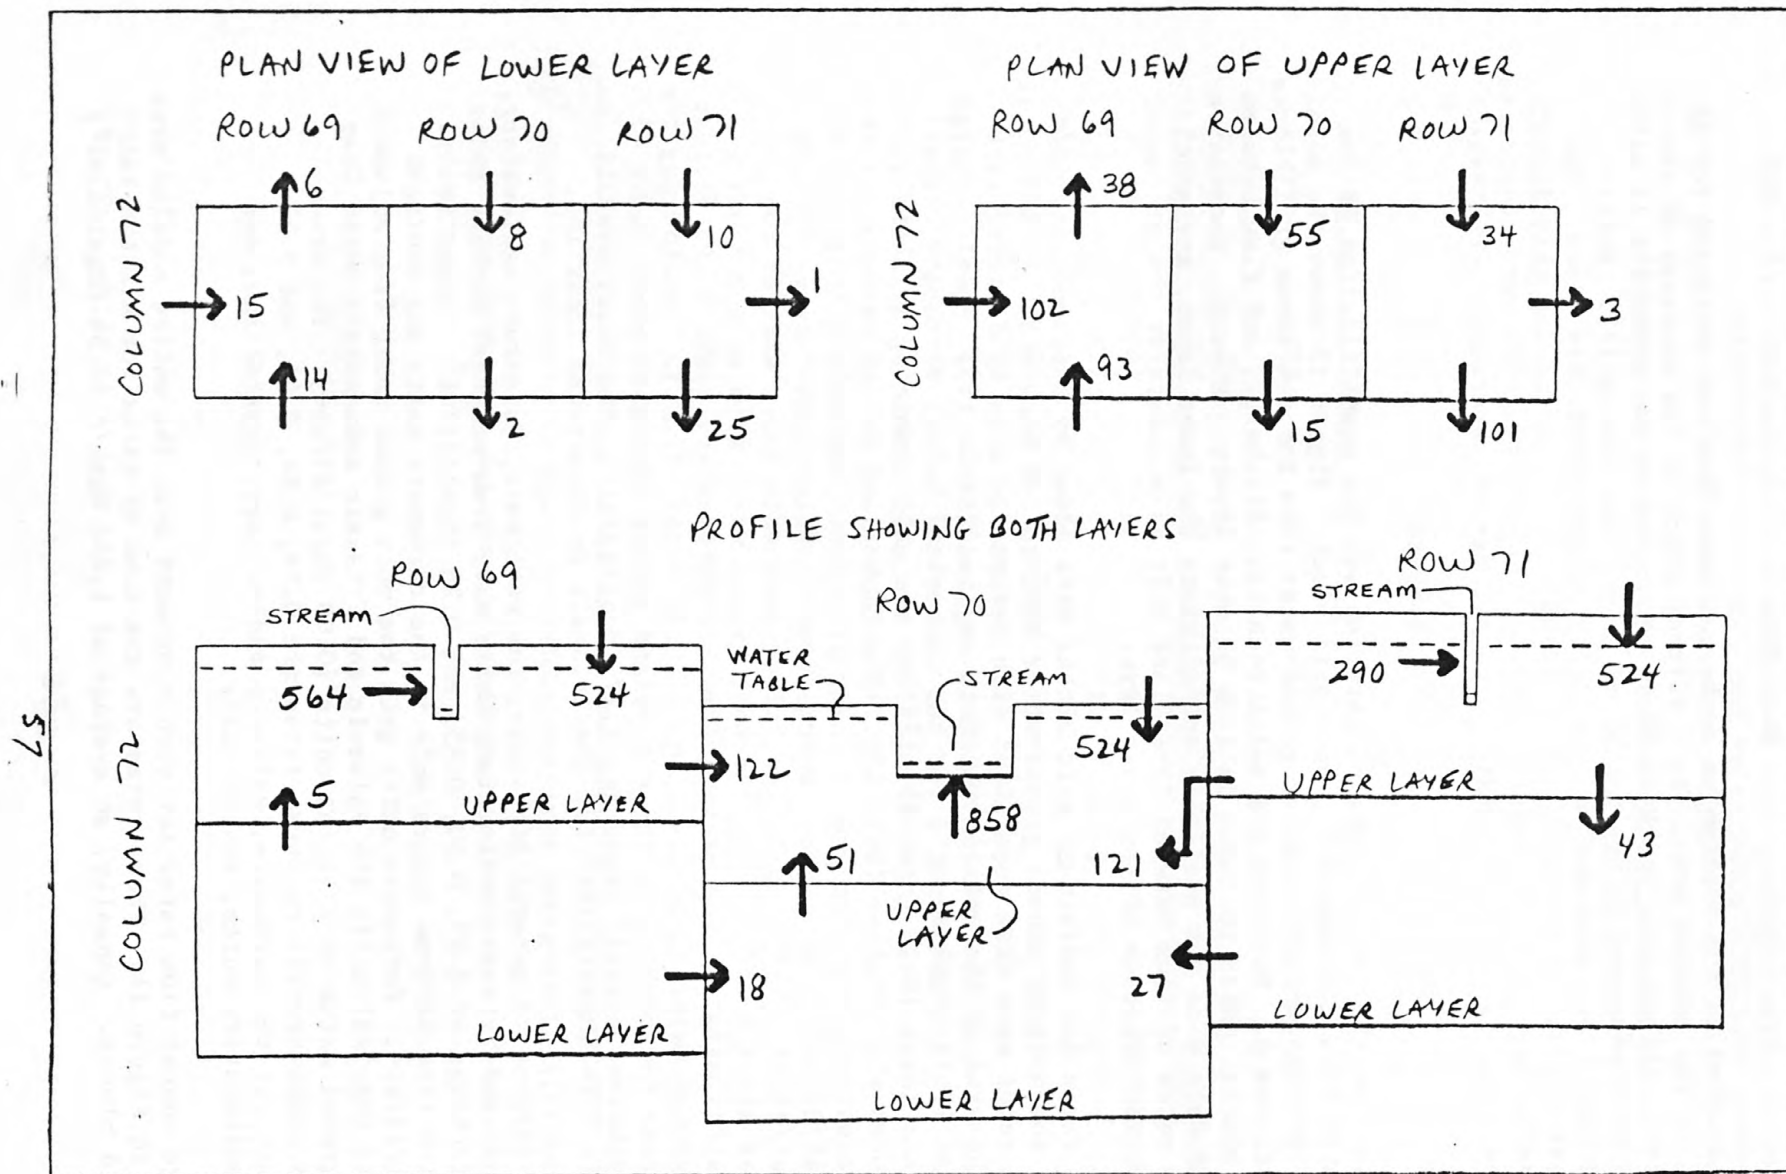 PLAN VIEW OF LOWER LAYER
ROW 69 ROW 70 ROW 71
COLUMN 72
6
8
10
15
1
14
2
25
PLAN VIEW OF UPPER LAYER
ROW 69 ROW 70 ROW 71
COLUMN 72
38
55
34
102
3
93
15
101
PROFILE SHOWING BOTH LAYERS
COLUMN 72
ROW 69
STREAM
564
524
5
UPPER LAYER
LOWER LAYER
ROW 70
WATER
TABLE
STREAM
524
122
858
51
121
UPPER
LAYER
18
27
LOWER LAYER
ROW 71
STREAM
290
524
UPPER LAYER
43
LOWER LAYER
57